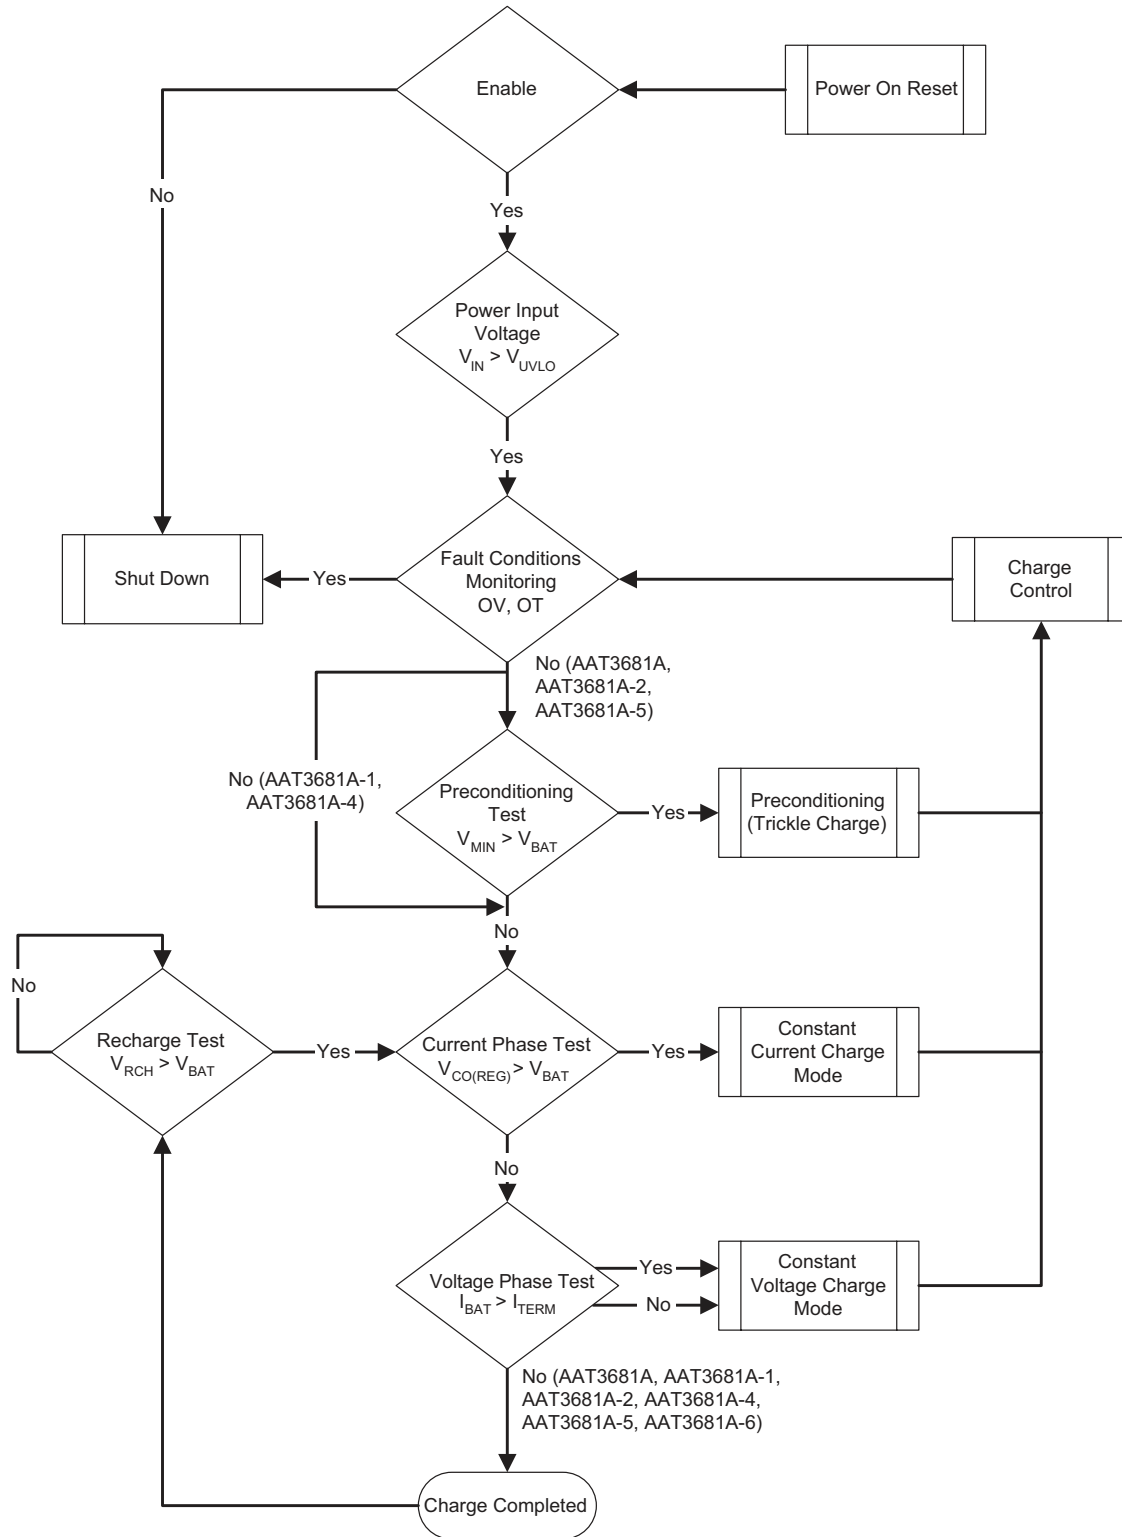 Enable
Power On Reset
No
Yes
Power Input
Voltage
V_IN > V_UVLO
Yes
Fault Conditions
Monitoring
OV, OT
Yes
Shut Down
Charge
Control
No (AAT3681A,
AAT3681A-2,
AAT3681A-5)
No (AAT3681A-1,
AAT3681A-4)
Preconditioning
Test
V_MIN > V_BAT
Yes
Preconditioning
(Trickle Charge)
No
No
Recharge Test
V_RCH > V_BAT
Yes
Current Phase Test
V_CO(REG) > V_BAT
Yes
Constant
Current Charge
Mode
No
Voltage Phase Test
I_BAT > I_TERM
Yes
No
Constant
Voltage Charge
Mode
No (AAT3681A, AAT3681A-1,
AAT3681A-2, AAT3681A-4,
AAT3681A-5, AAT3681A-6)
Charge Completed